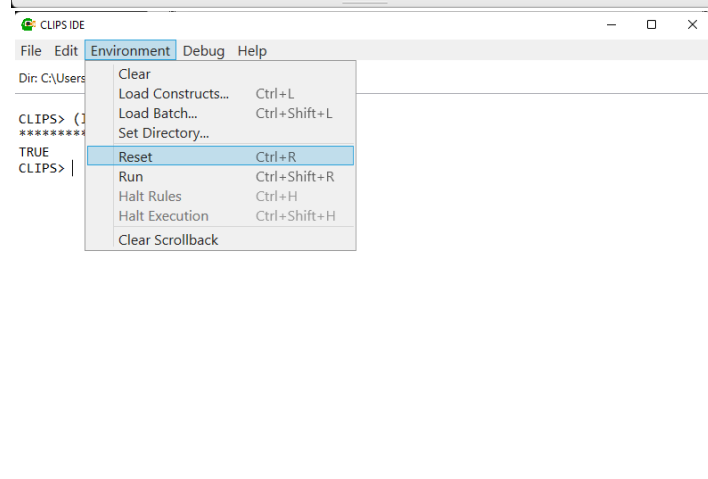 CLIPS IDE
File Edit Environment Debug Help
Dir: C:\Users
Clear
Load Constructs... Ctrl+L
Load Batch... Ctrl+Shift+L
Set Directory...
Reset Ctrl+R
Run Ctrl+Shift+R
Halt Rules Ctrl+H
Halt Execution Ctrl+Shift+H
Clear Scrollback
CLIPS> (
*********
TRUE
CLIPS>